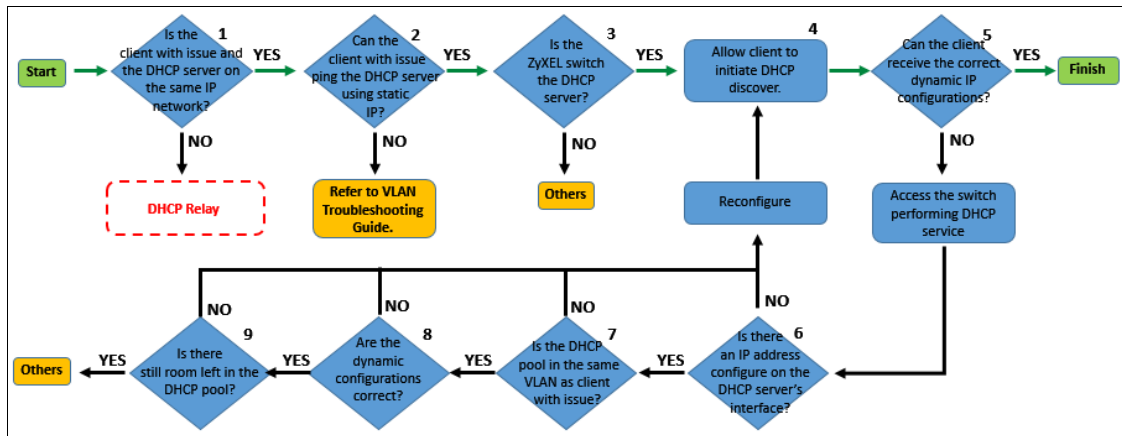 Start
1
Is the
client with issue and
the DHCP server on
the same IP
network?
YES
NO
DHCP Relay
2
Can the
client with issue
ping the DHCP server
using static
IP?
YES
NO
Refer to VLAN
Troubleshooting
Guide.
3
Is the
ZyXEL switch
the DHCP
server?
YES
NO
Others
4
Allow client to
initiate DHCP
discover.
5
Can the client
receive the correct
dynamic IP
configurations?
YES
Finish
NO
Access the switch
performing DHCP
service
Reconfigure
6
Is there
an IP address
configure on the
DHCP server's
interface?
NO
YES
7
Is the DHCP
pool in the same
VLAN as client
with issue?
NO
YES
8
Are the
dynamic
configurations
correct?
NO
YES
9
Is there
still room left in the
DHCP pool?
NO
YES
Others